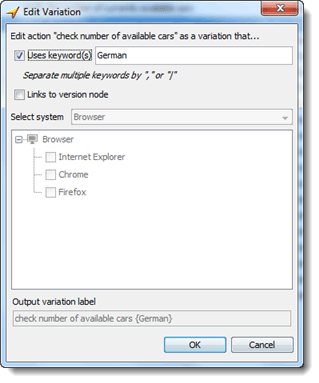 Edit Variation
Edit action "check number of available cars" as a variation that...
Uses keyword(s) German
Separate multiple keywords by "," or "|"
Links to version node
Select system Browser
Browser
Internet Explorer
Chrome
Firefox
Output variation label
check number of available cars {German}
OK Cancel